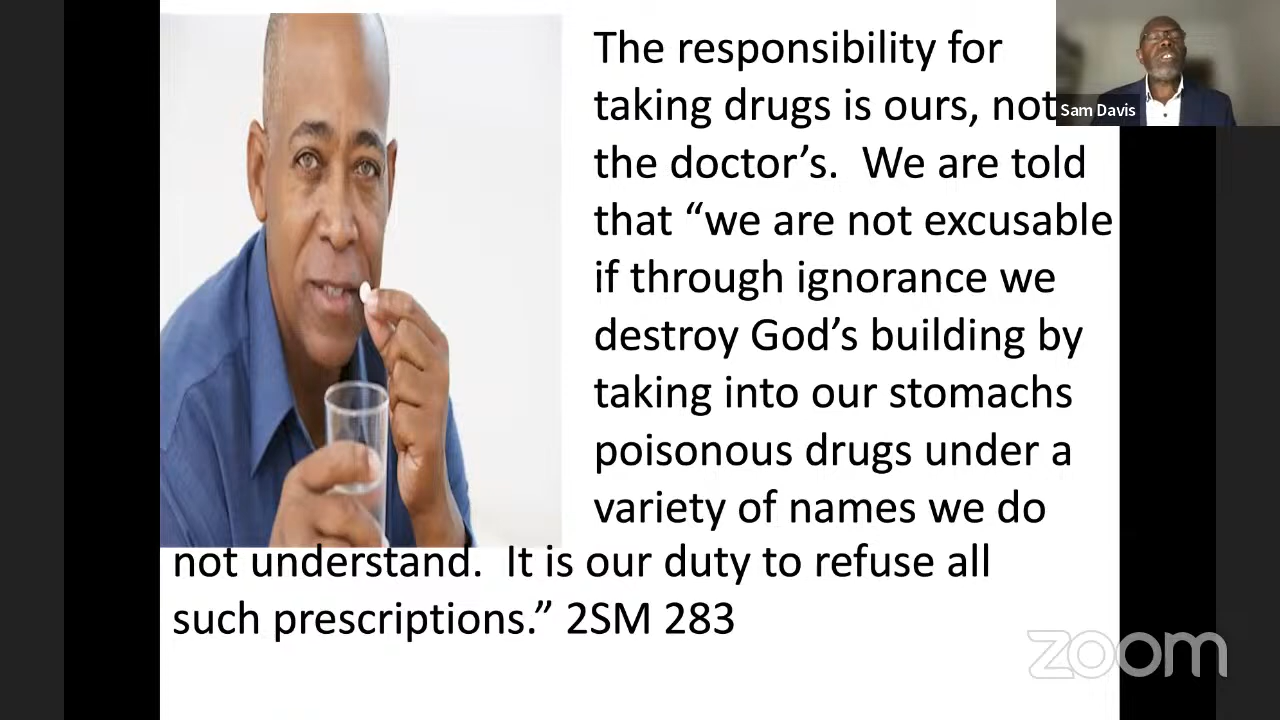 The responsibility for
taking drugs is ours, not
the doctor’s.  We are told
that “we are not excusable
if through ignorance we
destroy God’s building by
taking into our stomachs
poisonous drugs under a
variety of names we do
not understand.  It is our duty to refuse all
such prescriptions.” 2SM 283
Sam Davis
zoom